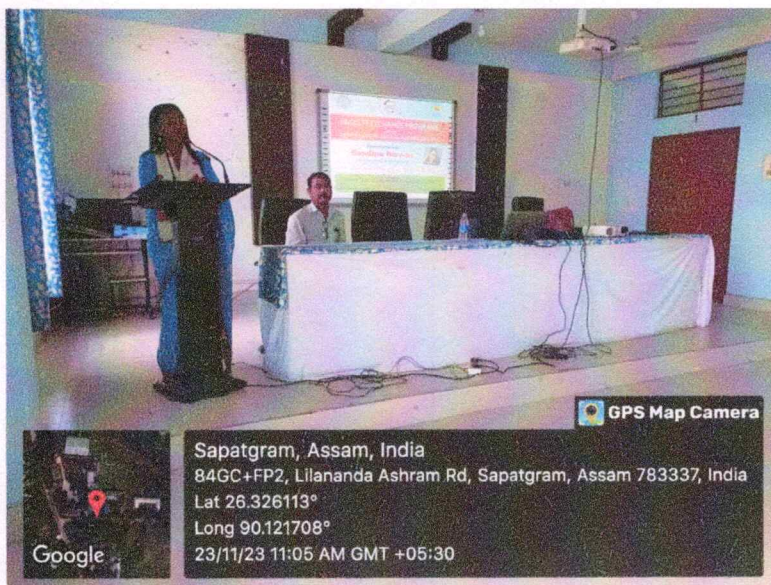 GPS Map Camera
Sapatgram, Assam, India
84GC+FP2, Lilananda Ashram Rd, Sapatgram, Assam 783337, India
Lat 26.326113°
Long 90.121708°
23/11/23 11:05 AM GMT +05:30
Google